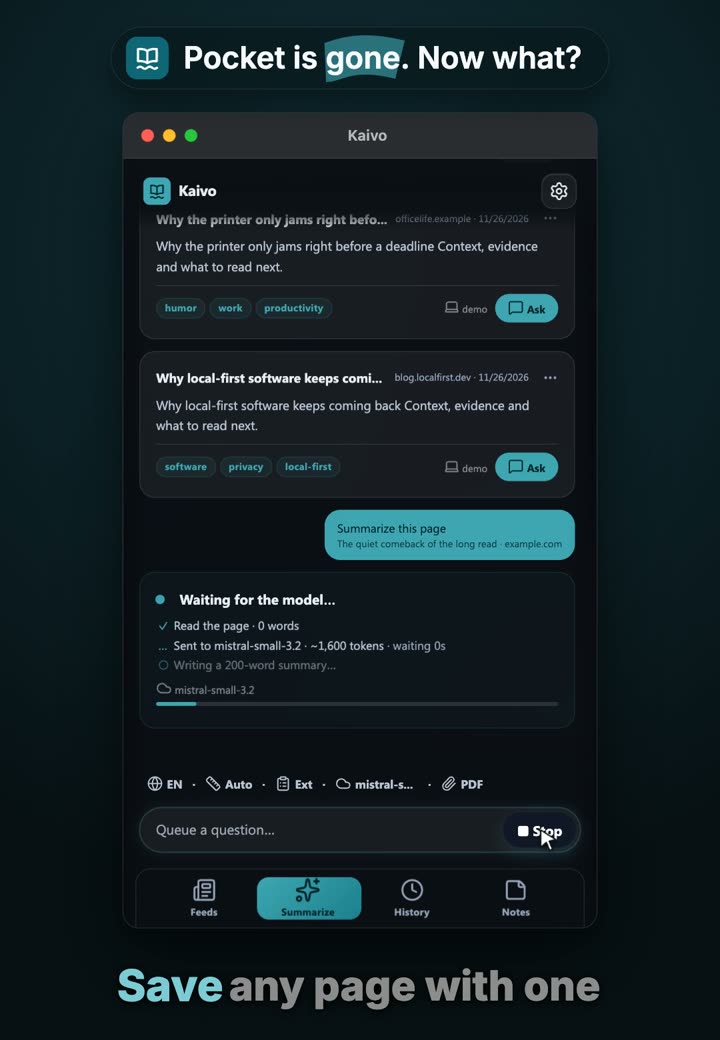 Pocket is gone. Now what?
Kaivo
Kaivo
Why the printer only jams right befo... officelife.example · 11/26/2026 ···
Why the printer only jams right before a deadline Context, evidence
and what to read next.
humor work productivity demo Ask
Why local-first software keeps comi... blog.localfirst.dev · 11/26/2026 ···
Why local-first software keeps coming back Context, evidence and
what to read next.
software privacy local-first demo Ask
Summarize this page
The quiet comeback of the long read · example.com
Waiting for the model...
✓ Read the page · 0 words
... Sent to mistral-small-3.2 · ~1,600 tokens · waiting 0s
Writing a 200-word summary...
mistral-small-3.2
EN · Auto · Ext · mistral-s... · PDF
Queue a question... Stop
Feeds Summarize History Notes
Save any page with one